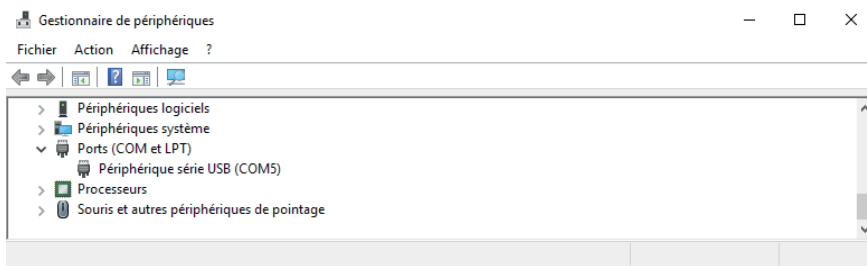 Gestionnaire de périphériques
Fichier Action Affichage ?
Périphériques logiciels
Périphériques système
Ports (COM et LPT)
Périphérique série USB (COM5)
Processeurs
Souris et autres périphériques de pointage